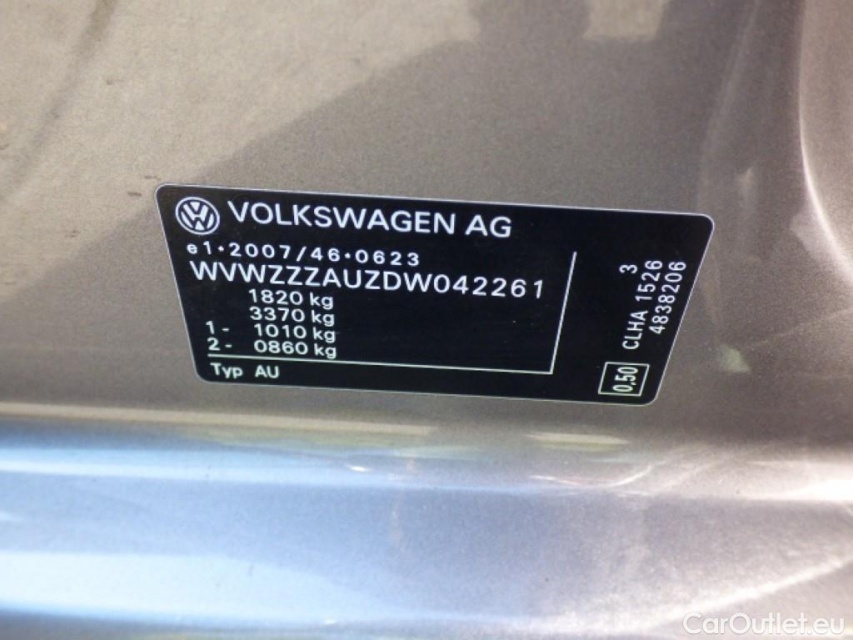 VOLKSWAGEN AG
e1*2007/46*0623
WVWZZZAUZDW042261
1820 kg
3370 kg
1 - 1010 kg
2 - 0860 kg
Typ AU
3
CLHA 1526
4838206
0.50
CarOutlet.eu